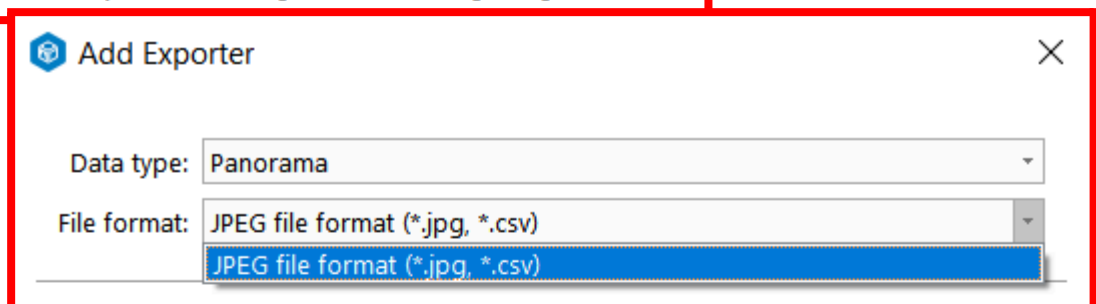 Add Exporter
Data type: Panorama
File format: JPEG file format (*.jpg, *.csv)
JPEG file format (*.jpg, *.csv)